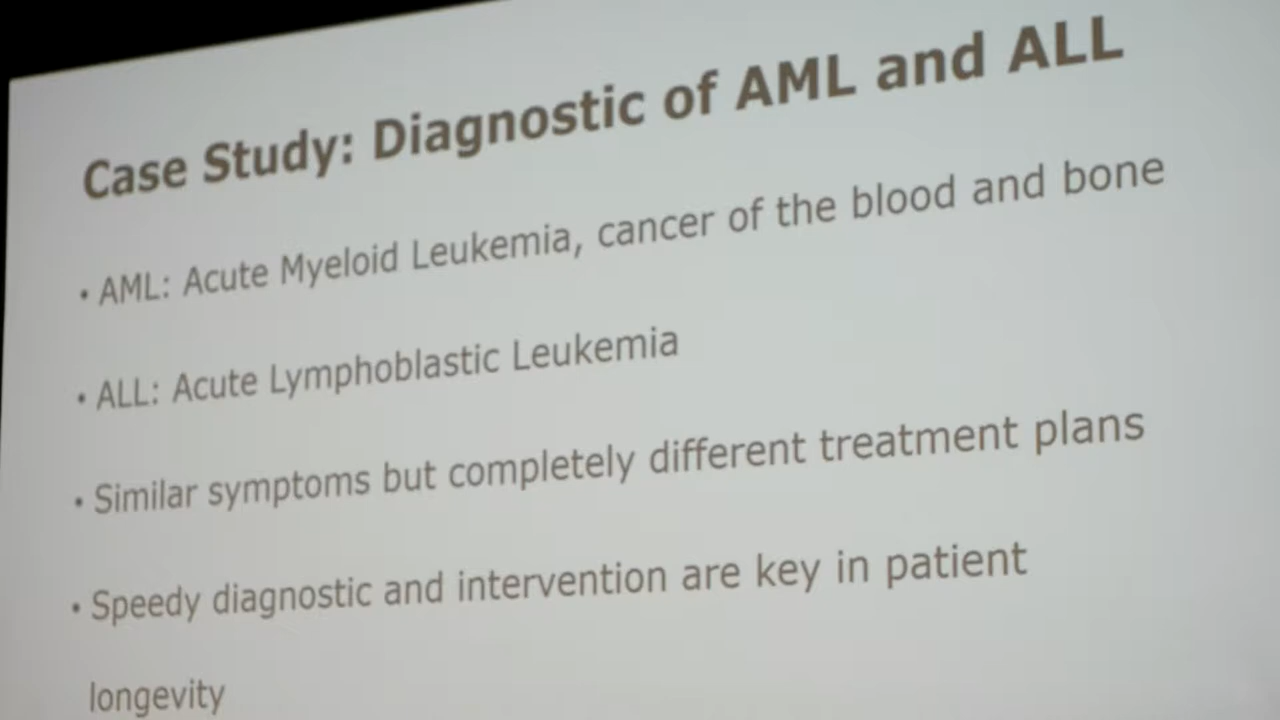 Case Study: Diagnostic of AML and ALL
• AML: Acute Myeloid Leukemia, cancer of the blood and bone
• ALL: Acute Lymphoblastic Leukemia
• Similar symptoms but completely different treatment plans
• Speedy diagnostic and intervention are key in patient
longevity